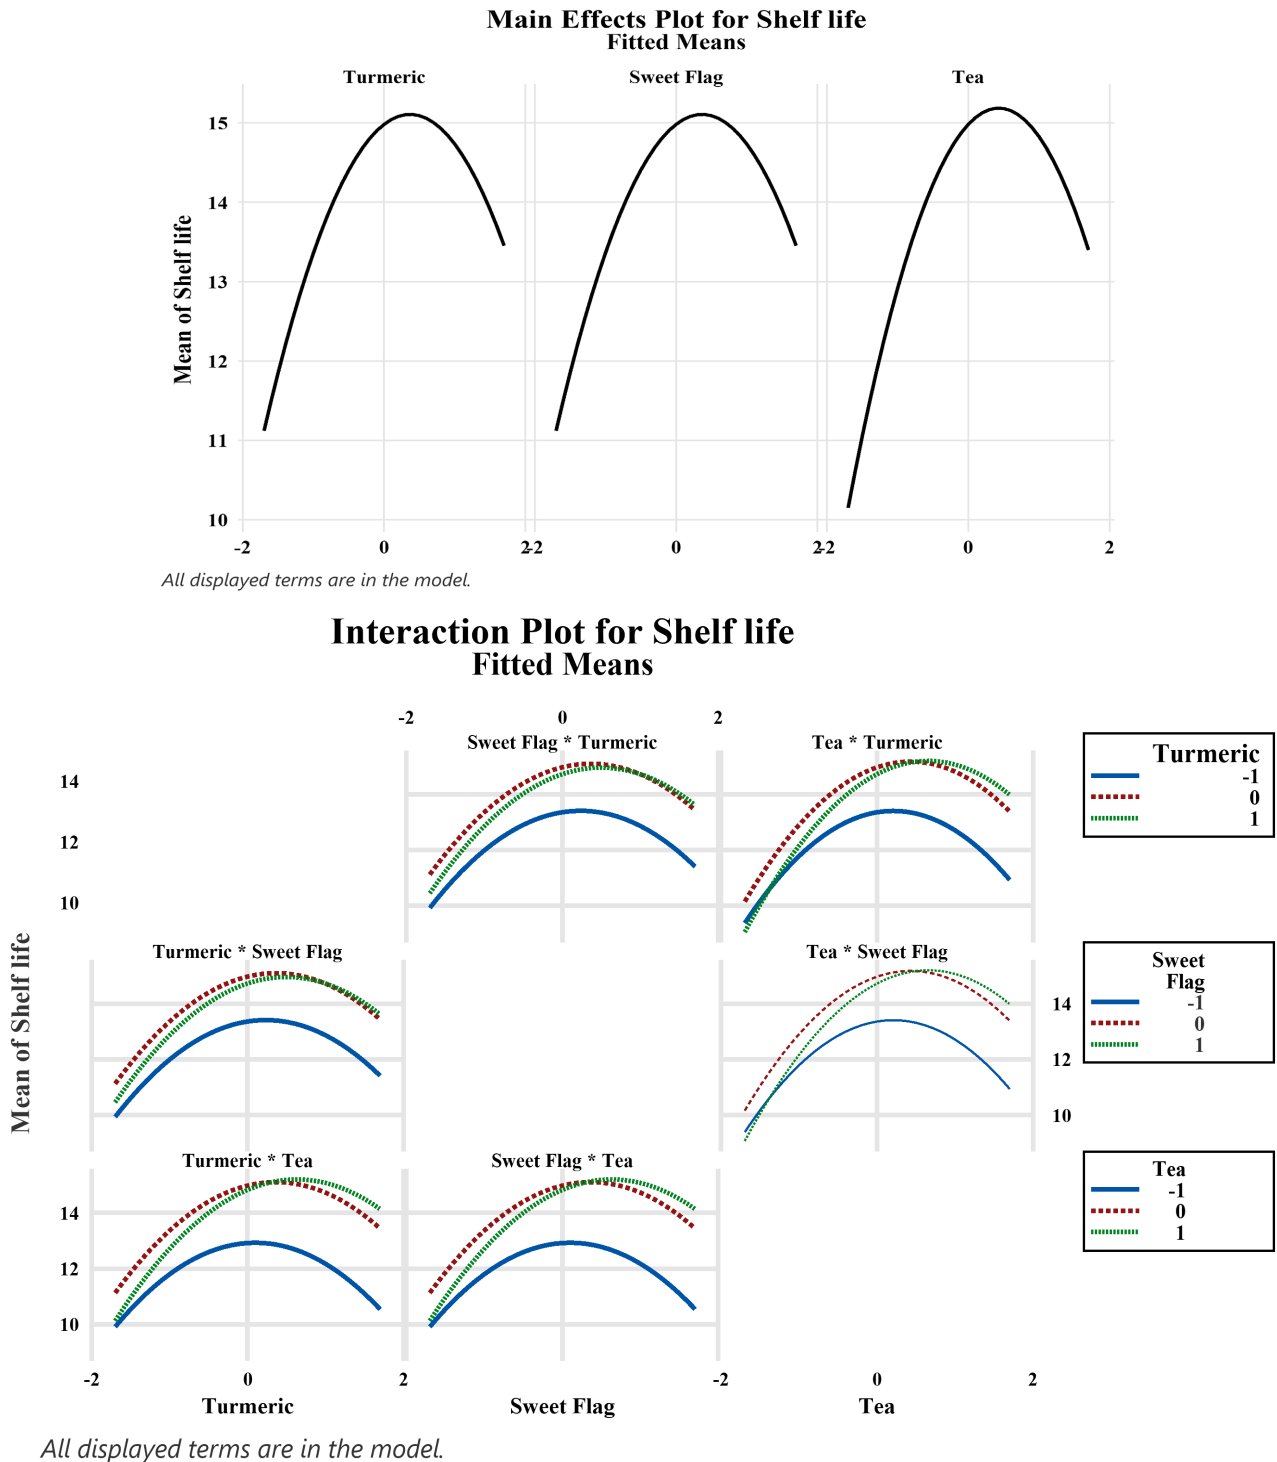 Main Effects Plot for Shelf life
Fitted Means
Turmeric Sweet Flag Tea
15
14
13
12
11
10
Mean of Shelf life
-2 0 2 -2 0 2 -2 0 2
All displayed terms are in the model.
Interaction Plot for Shelf life
Fitted Means
-2 0 2
Sweet Flag * Turmeric Tea * Turmeric
14
12
10
Turmeric
-1
0
1
Mean of Shelf life
Turmeric * Sweet Flag Tea * Sweet Flag
14
12
10
Sweet
Flag
-1
0
1
Turmeric * Tea Sweet Flag * Tea
14
12
10
Tea
-1
0
1
-2 0 2 -2 0 2
Turmeric Sweet Flag Tea
All displayed terms are in the model.